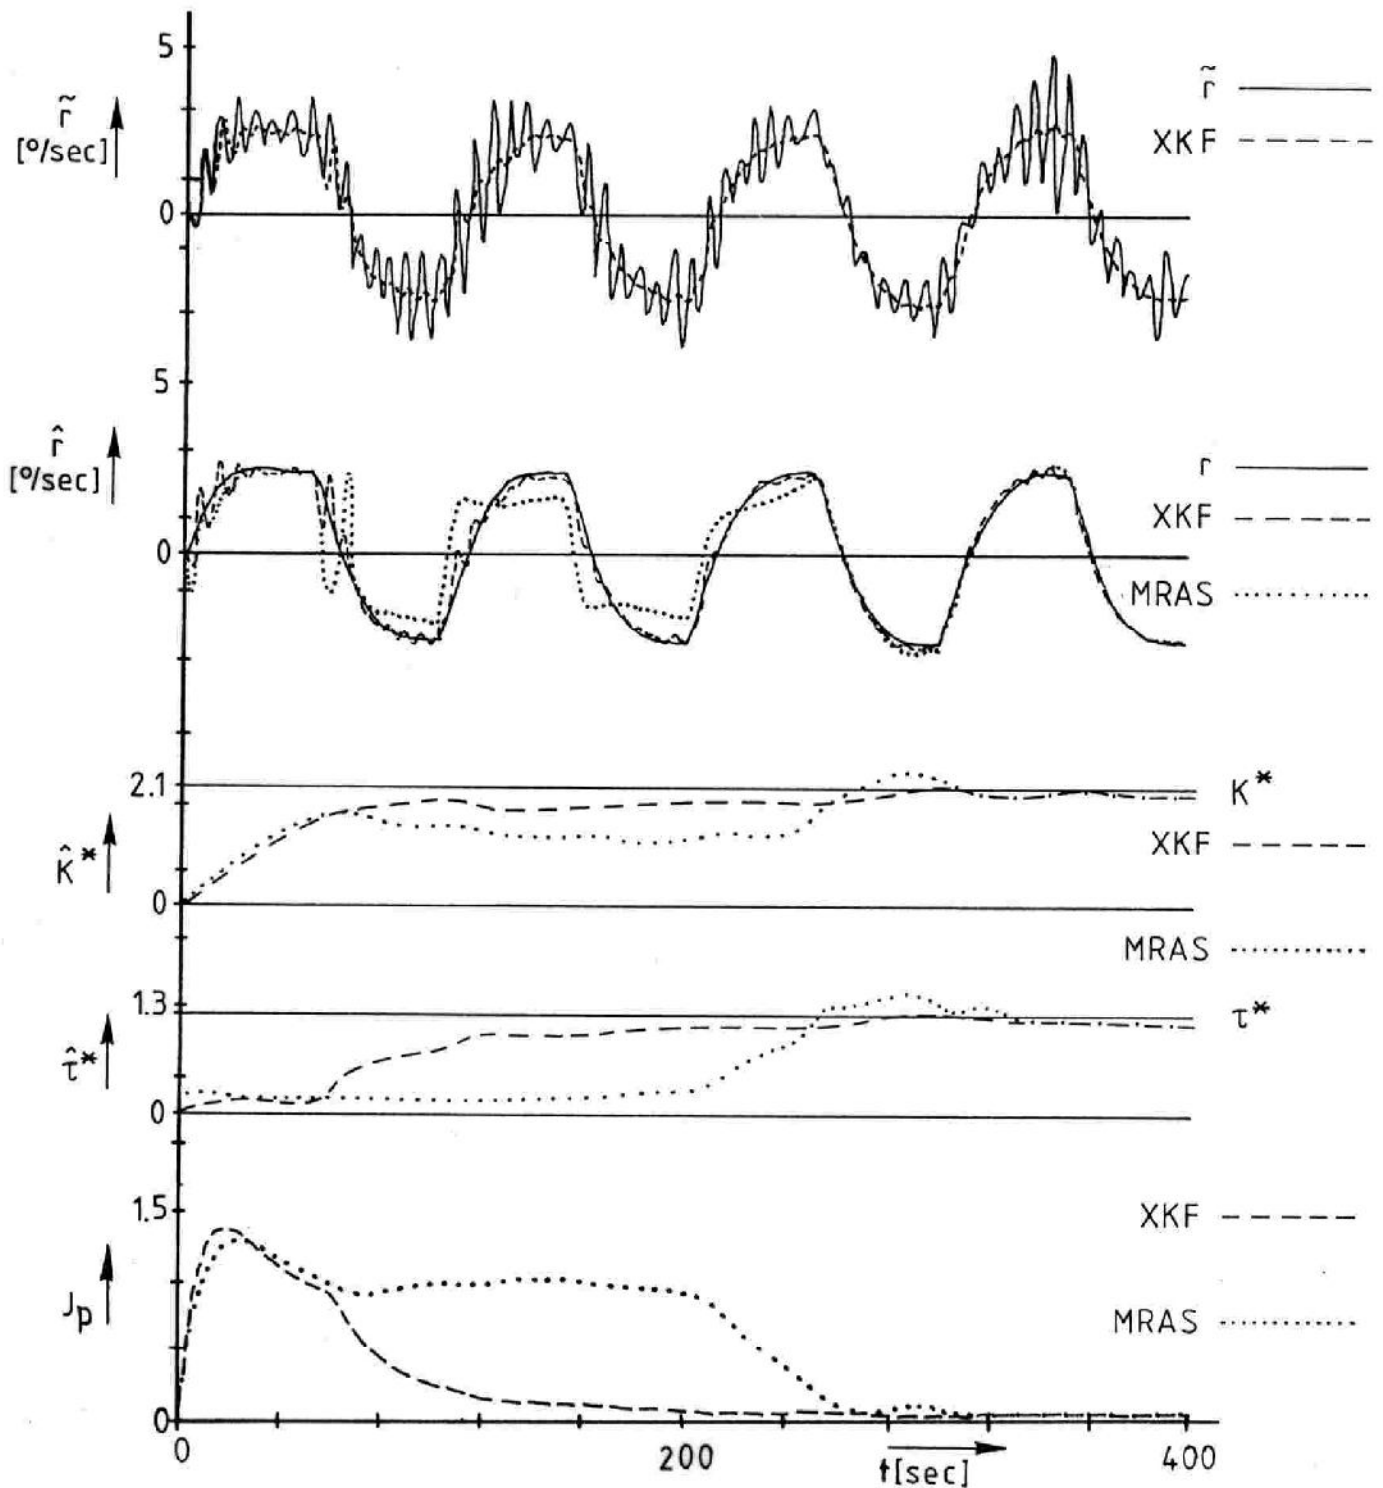 5
r̃
r̃
[°/sec]
XKF
0
5
r̂
[°/sec]
r
XKF
0
MRAS
2.1
K*
K̂*
XKF
0
MRAS
1.3
τ*
τ̂*
0
1.5
XKF
Jp
MRAS
0
0
200
400
t[sec]